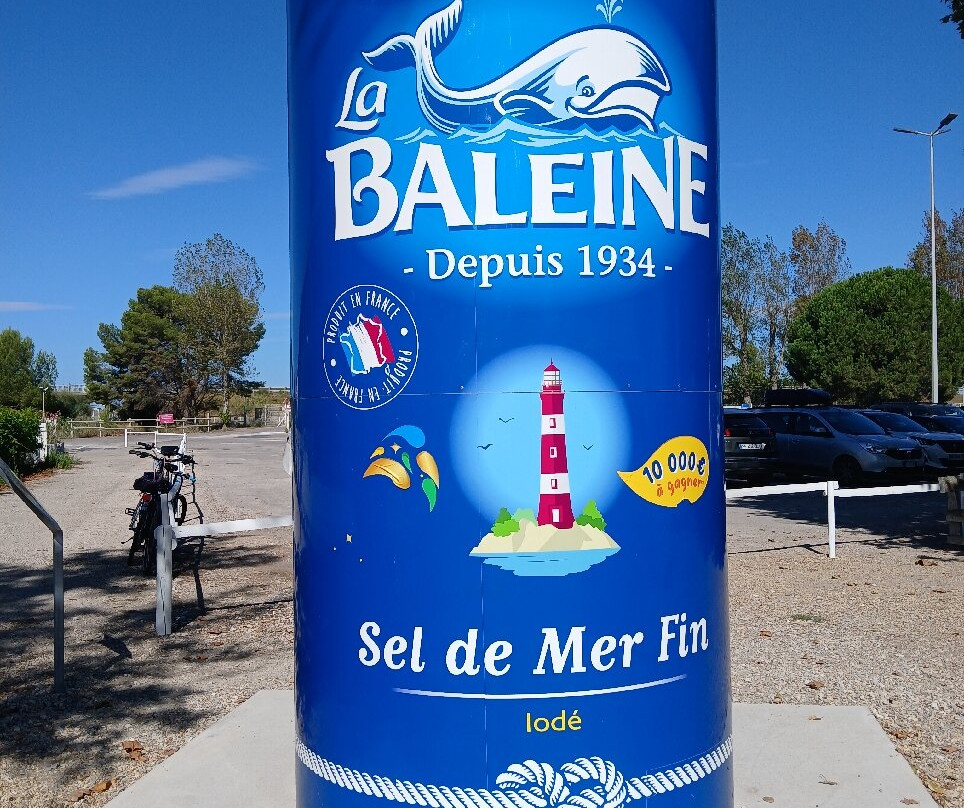 La
BALEINE
- Depuis 1934 -
PRODUIT EN FRANCE
PRODUIT EN FRANCE
10 000€
à gagner
Sel de Mer Fin
Iodé